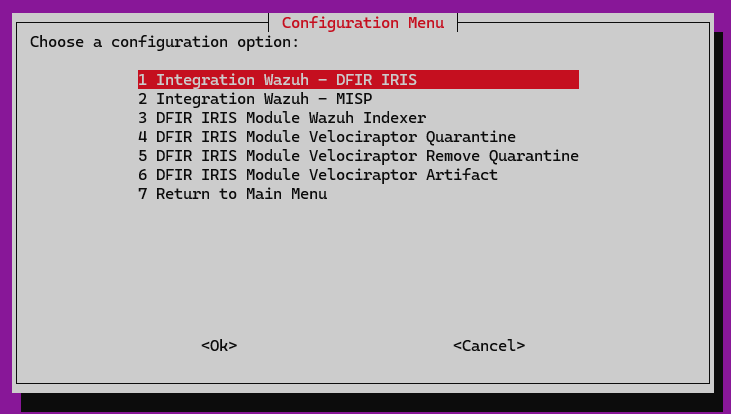 Configuration Menu
Choose a configuration option:
1 Integration Wazuh – DFIR IRIS
2 Integration Wazuh – MISP
3 DFIR IRIS Module Wazuh Indexer
4 DFIR IRIS Module Velociraptor Quarantine
5 DFIR IRIS Module Velociraptor Remove Quarantine
6 DFIR IRIS Module Velociraptor Artifact
7 Return to Main Menu
<Ok> <Cancel>